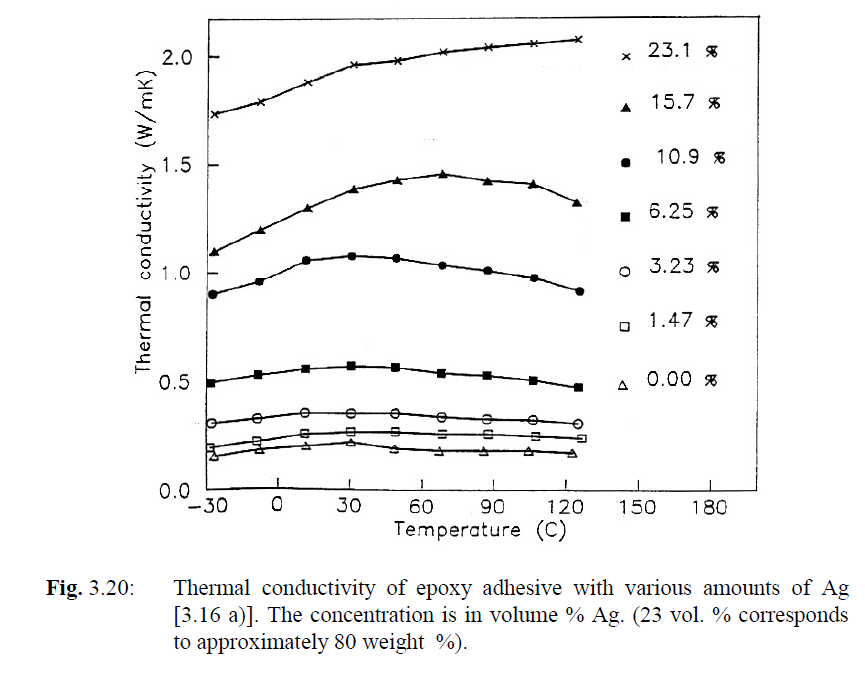 2.0
1.5
1.0
0.5
0.0
Thermal conductivity (W/mK)
-30 0 30 60 90 120 150 180
Temperature (C)
23.1 %
15.7 %
10.9 %
6.25 %
3.23 %
1.47 %
0.00 %
Fig. 3.20: Thermal conductivity of epoxy adhesive with various amounts of Ag
[3.16 a)]. The concentration is in volume % Ag. (23 vol. % corresponds
to approximately 80 weight %).